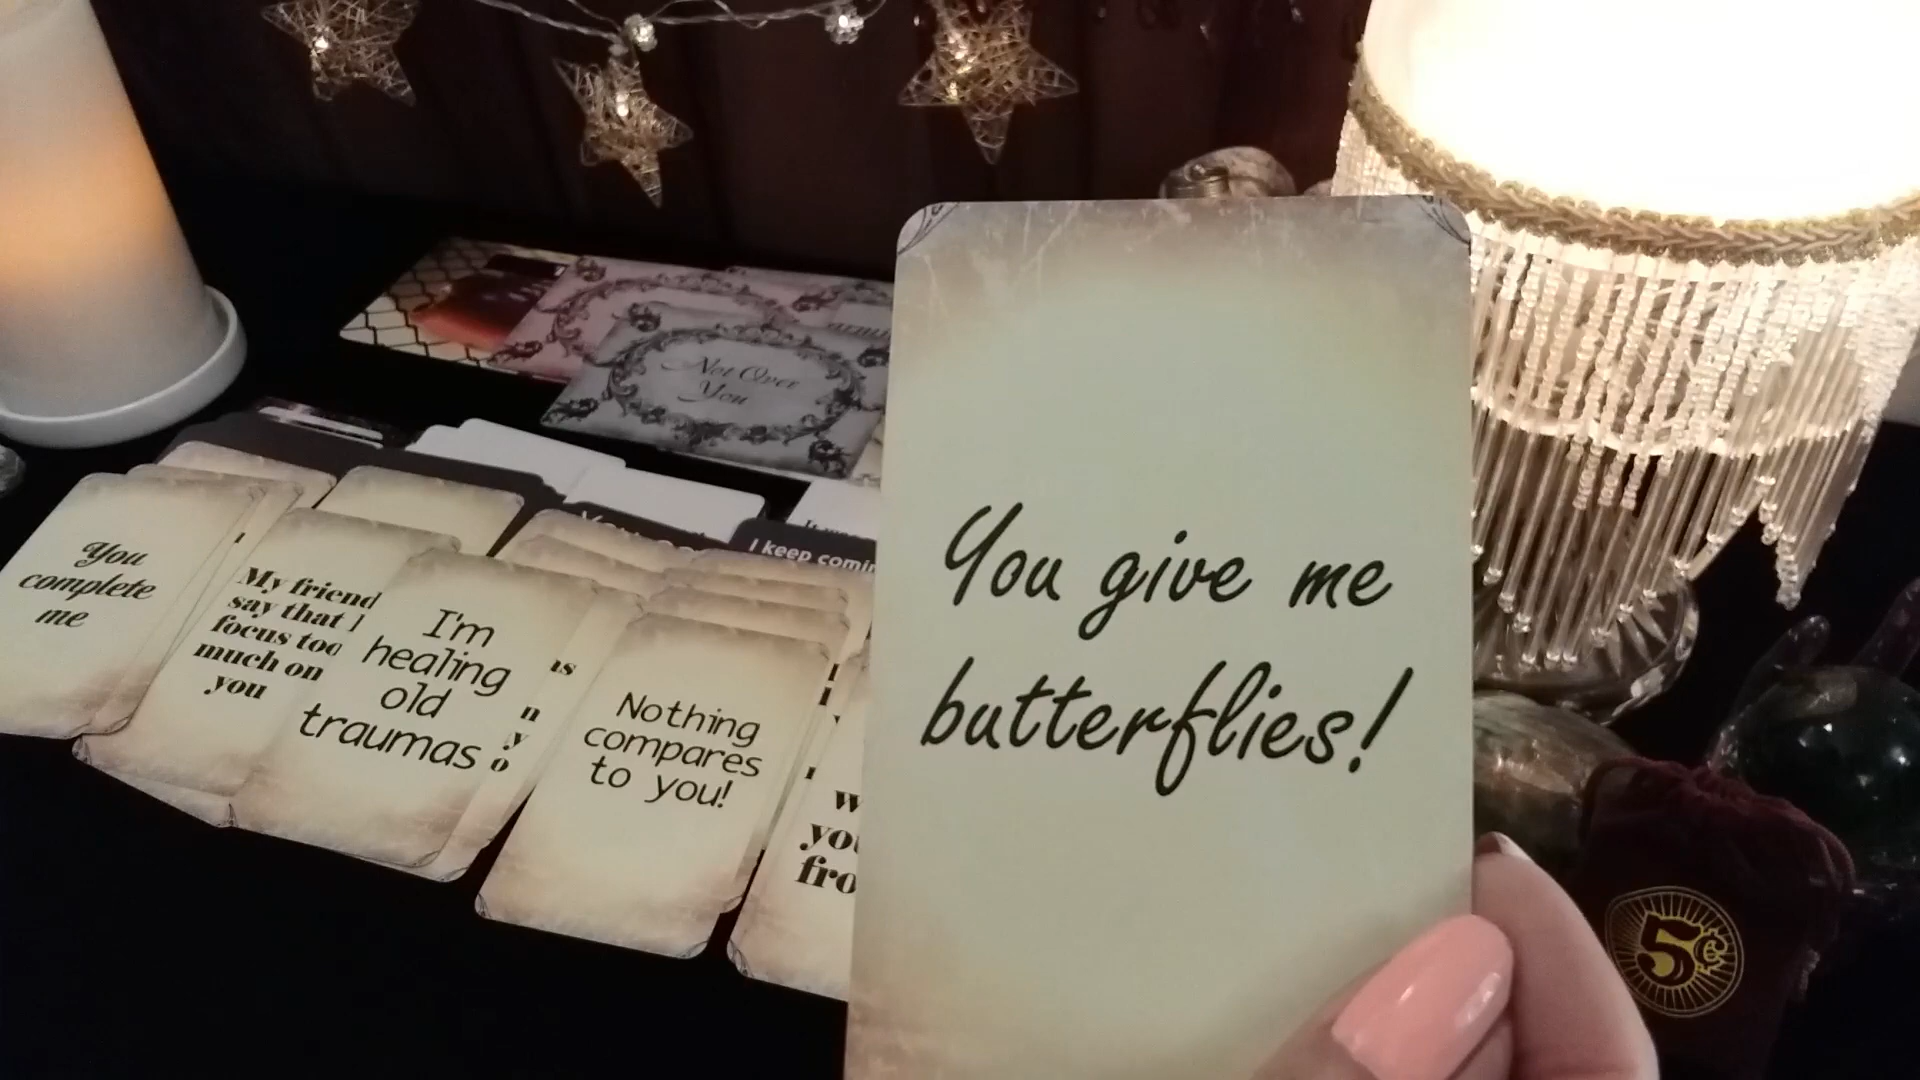 Not Over
You
I keep
You
complete
me
My friend
say that I
focus too
much on
you
I'm
healing
old
traumas
Nothing
compares
to you!
You give me
butterflies!
5¢